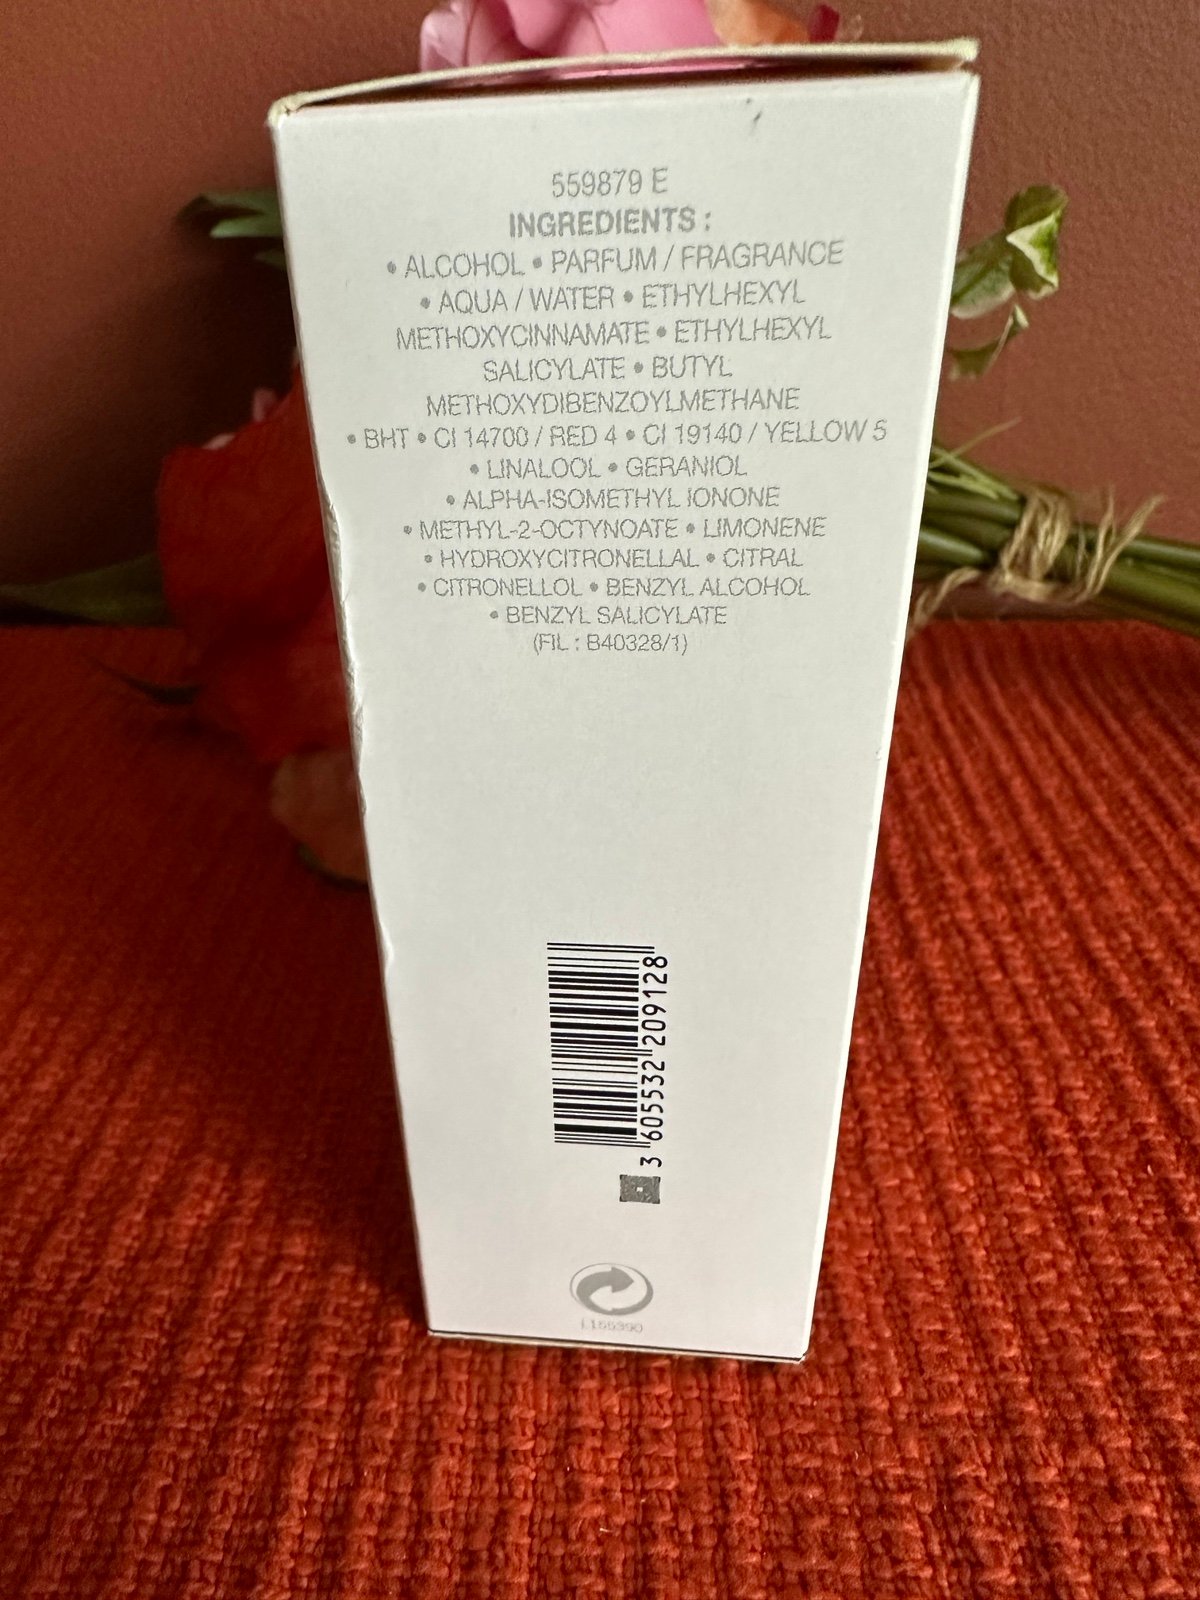 559879 E
INGREDIENTS :
• ALCOHOL • PARFUM / FRAGRANCE
• AQUA / WATER • ETHYLHEXYL
METHOXYCINNAMATE • ETHYLHEXYL
SALICYLATE • BUTYL
METHOXYDIBENZOYLMETHANE
• BHT • CI 14700 / RED 4 • CI 19140 / YELLOW 5
• LINALOOL • GERANIOL
• ALPHA-ISOMETHYL IONONE
• METHYL-2-OCTYNOATE • LIMONENE
• HYDROXYCITRONELLAL • CITRAL
• CITRONELLOL • BENZYL ALCOHOL
• BENZYL SALICYLATE
(FIL : B40328/1)
3 605532 209128